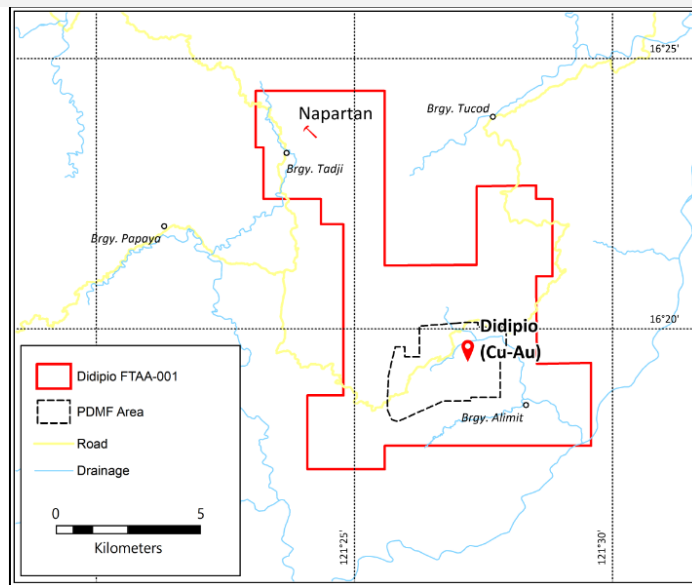 16°25'
Napartan
Brgy. Tucod
Brgy. Tadji
Brgy. Papaya
16°20'
Didipio
(Cu-Au)
Brgy. Alimit
Didipio FTAA-001
PDMF Area
Road
Drainage
0 5
Kilometers
121°25'
121°30'